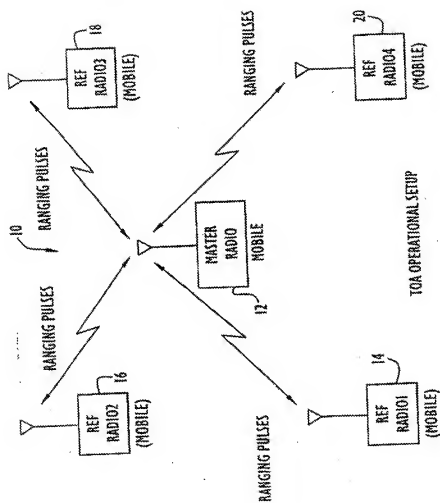 10
RANGING PULSES
RANGING PULSES
REF
RADIO2
(MOBILE)
16
REF
RADIO3
(MOBILE)
18
MASTER
RADIO
MOBILE
12
RANGING PULSES
RANGING PULSES
REF
RADIO1
(MOBILE)
14
REF
RADIO4
(MOBILE)
20
TOA OPERATIONAL SETUP